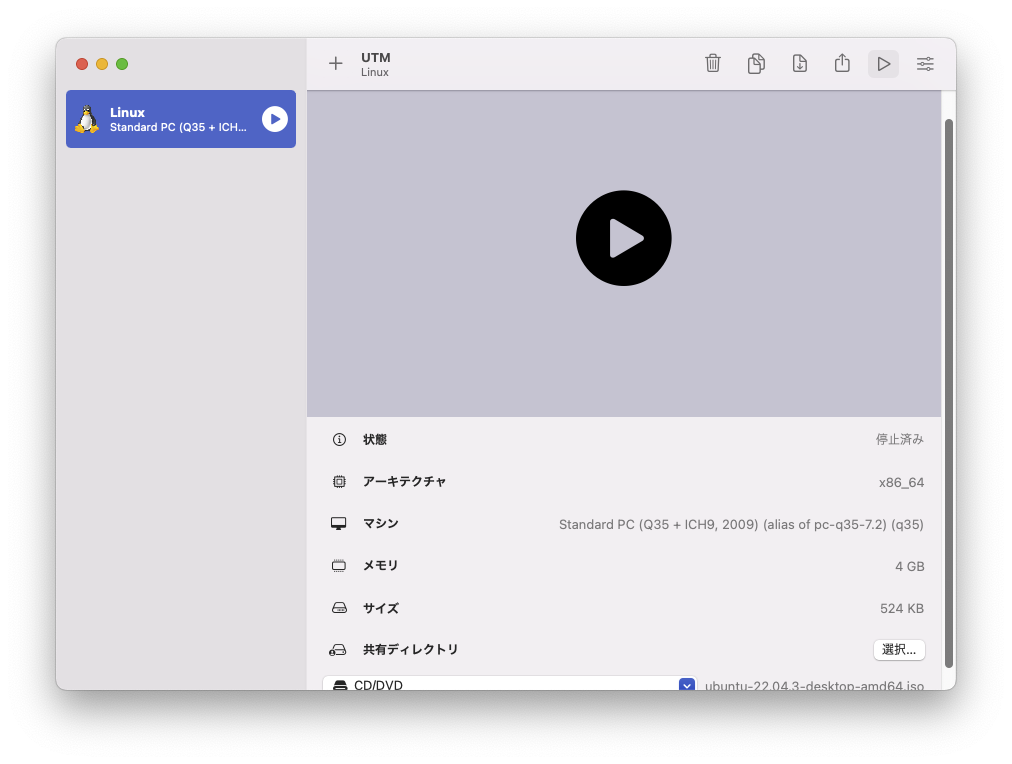 UTM
Linux
Linux
Standard PC (Q35 + ICH...
状態
停止済み
アーキテクチャ
x86_64
マシン
Standard PC (Q35 + ICH9, 2009) (alias of pc-q35-7.2) (q35)
メモリ
4 GB
サイズ
524 KB
共有ディレクトリ
選択...
CD/DVD
ubuntu-22.04.3-desktop-amd64.iso